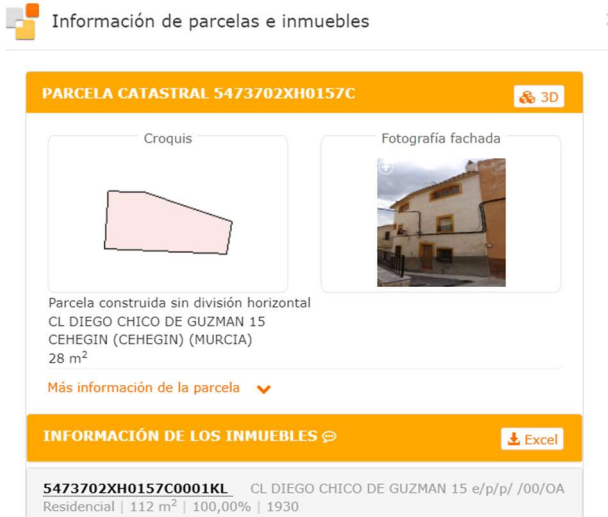 Información de parcelas e inmuebles
PARCELA CATASTRAL 5473702XH0157C
3D
Croquis
Fotografía fachada
Parcela construida sin división horizontal
CL DIEGO CHICO DE GUZMAN 15
CEHEGIN (CEHEGIN) (MURCIA)
28 m²
Más información de la parcela
INFORMACIÓN DE LOS INMUEBLES
Excel
5473702XH0157C0001KL CL DIEGO CHICO DE GUZMAN 15 e/p/p/ /00/OA
Residencial | 112 m² | 100,00% | 1930